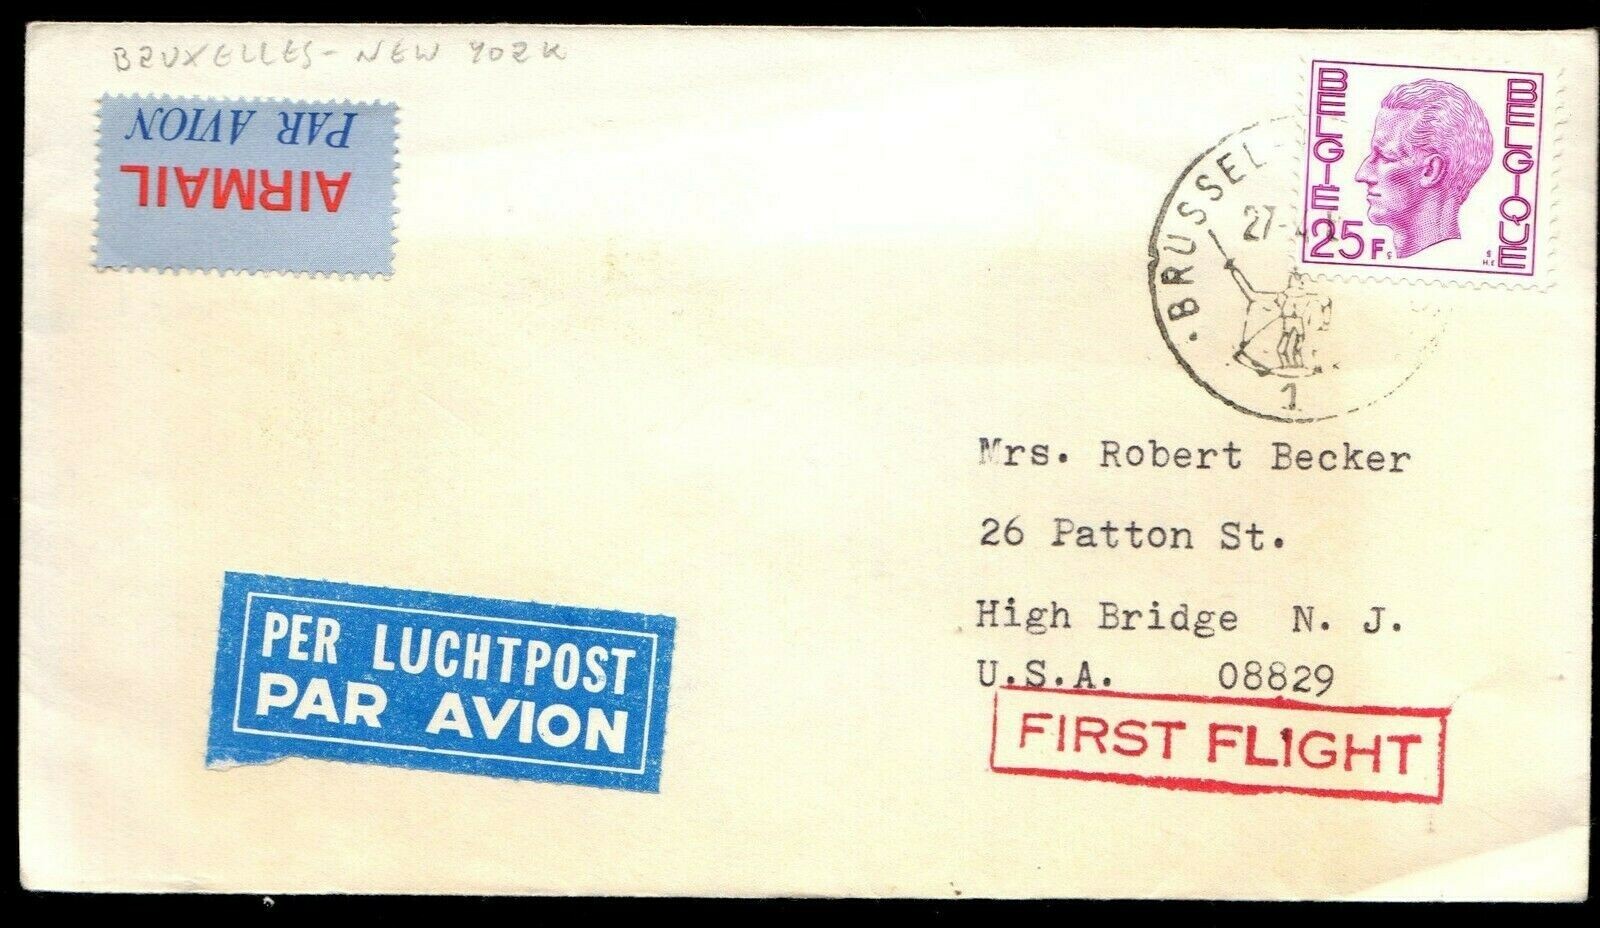 BRUXELLES - NEW YORK
AIRMAIL
PAR AVION
BELGIE
BELGIQUE
25F
BRUSSEL-
27-
1
Mrs. Robert Becker
26 Patton St.
High Bridge N. J.
U.S.A. 08829
FIRST FLIGHT
PER LUCHTPOST
PAR AVION